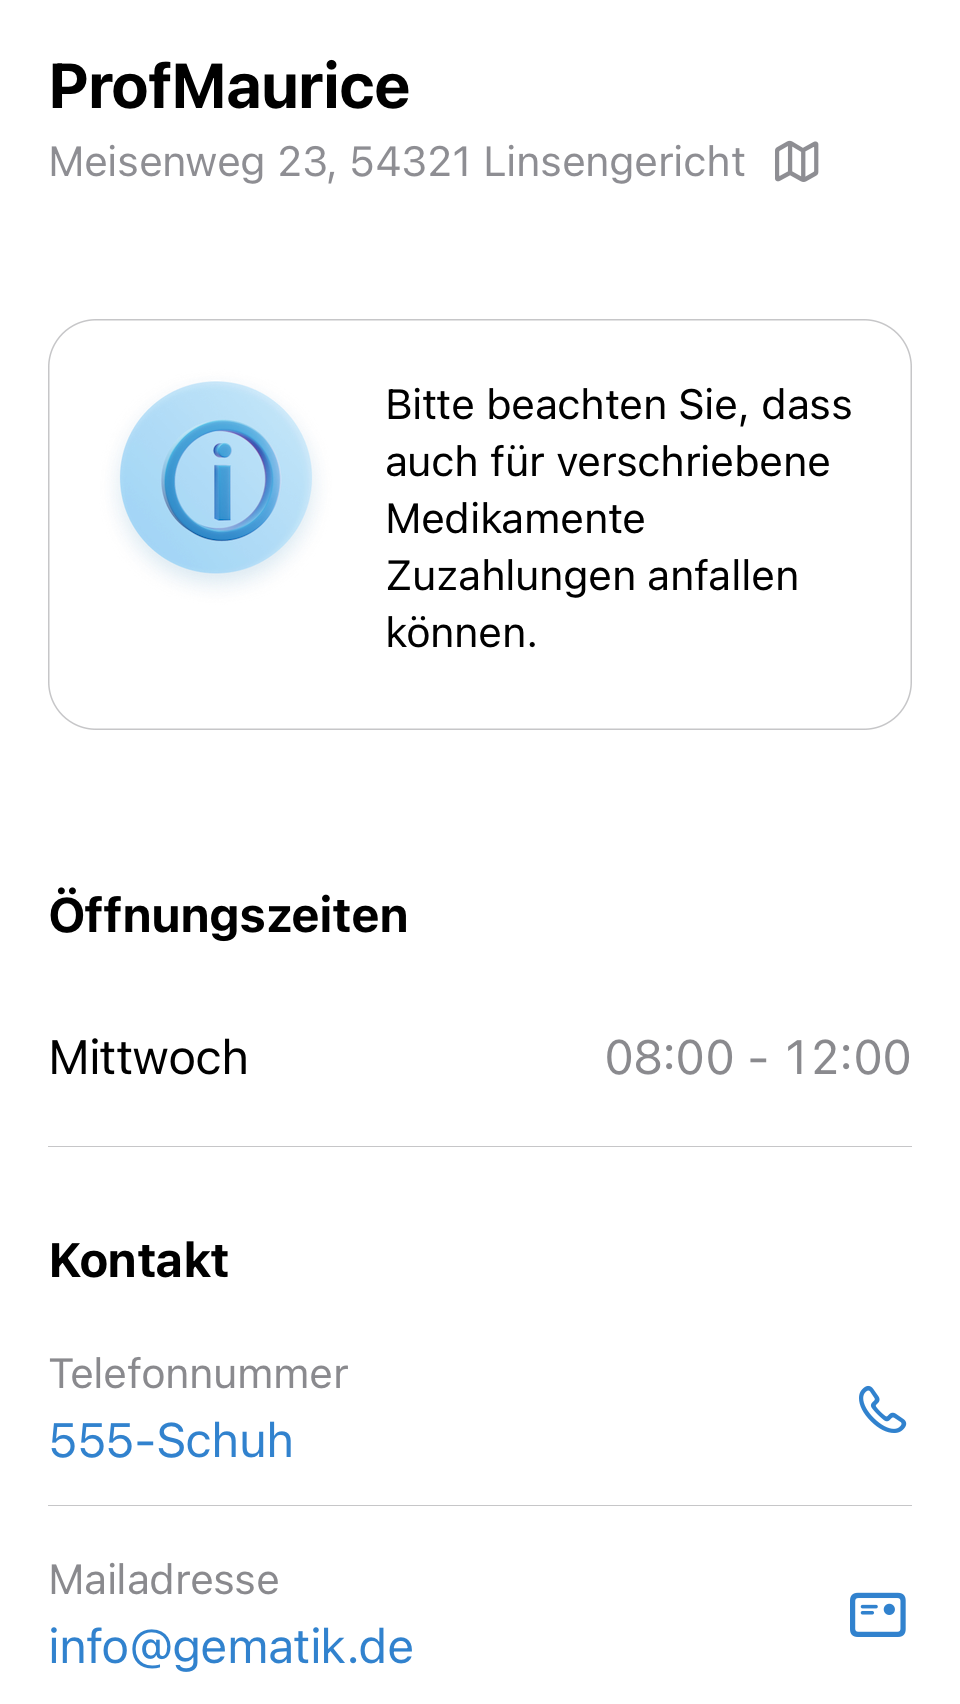 ProfMaurice
Meisenweg 23, 54321 Linsengericht
Bitte beachten Sie, dass
auch für verschriebene
Medikamente
Zuzahlungen anfallen
können.
Öffnungszeiten
Mittwoch 08:00 - 12:00
Kontakt
Telefonnummer
555-Schuh
Mailadresse
info@gematik.de